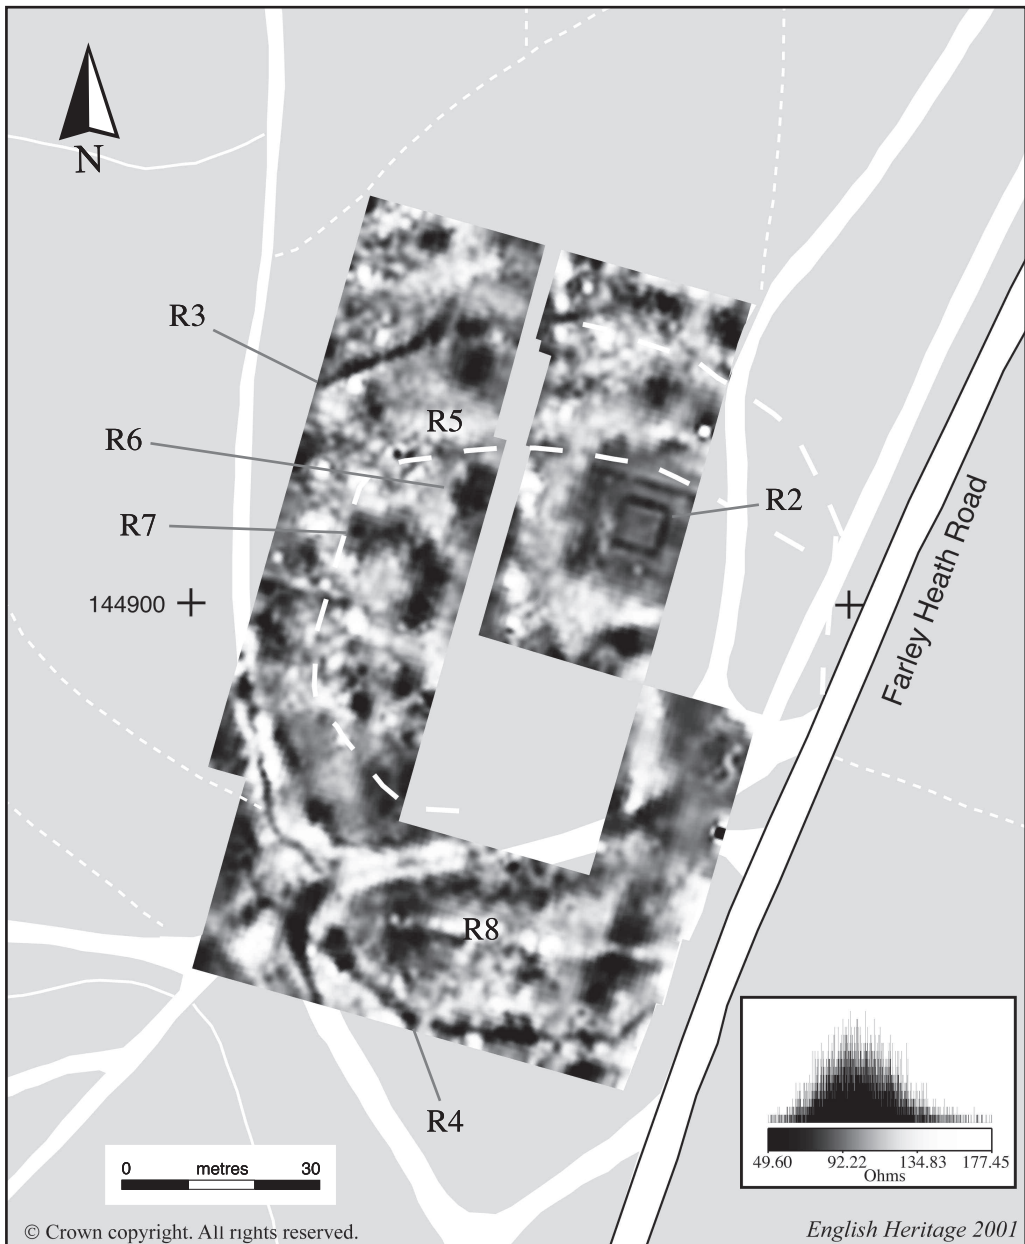 N
R3
R5
R6
R2
R7
144900
Farley Heath Road
R8
R4
0 metres 30
49.60 92.22 134.83 177.45
Ohms
© Crown copyright. All rights reserved.
English Heritage 2001